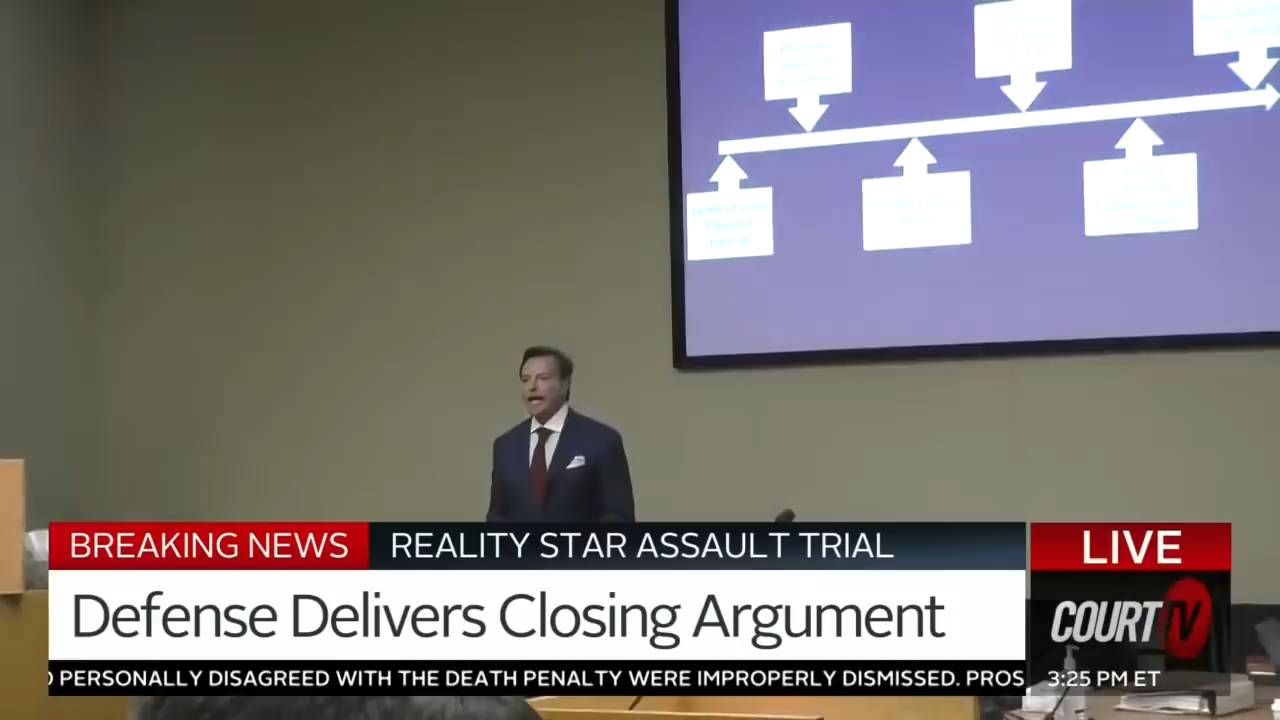 BREAKING NEWS
REALITY STAR ASSAULT TRIAL
LIVE
Defense Delivers Closing Argument
COURT TV
PERSONALLY DISAGREED WITH THE DEATH PENALTY WERE IMPROPERLY DISMISSED. PROS
3:25 PM ET